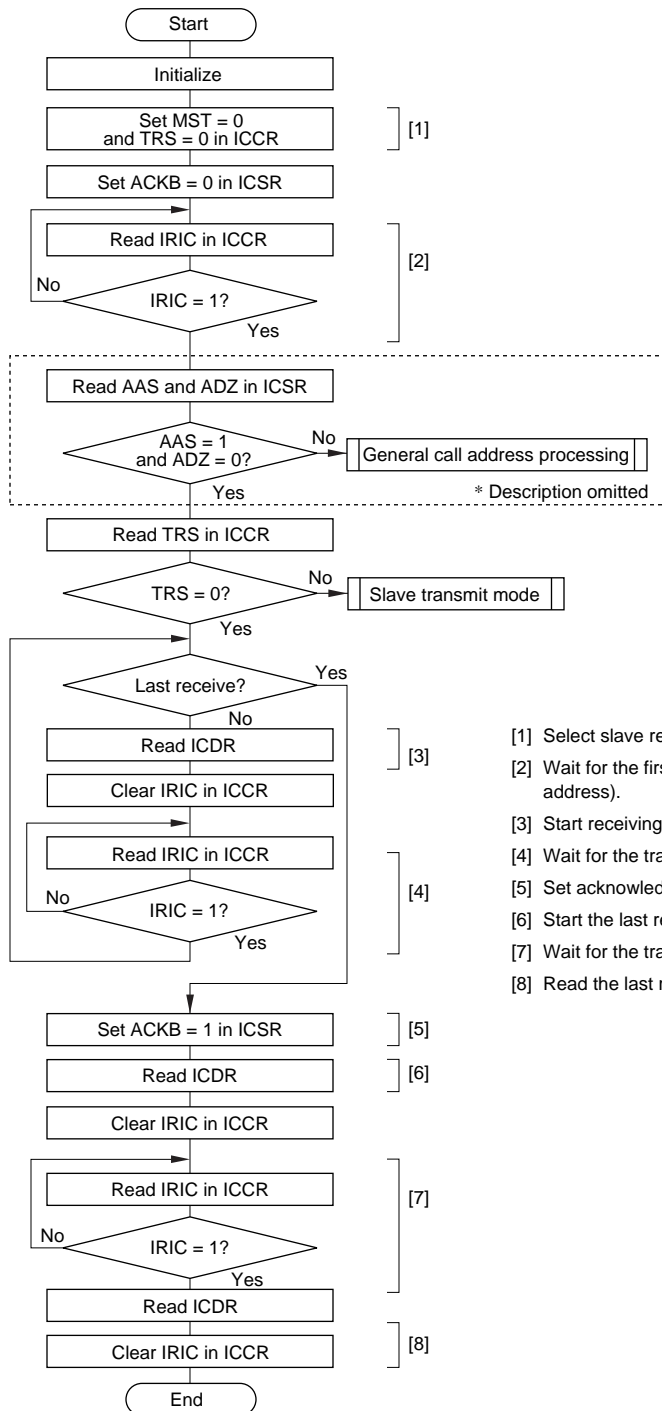 Start
Initialize
Set MST = 0
and TRS = 0 in ICCR
[1]
Set ACKB = 0 in ICSR
Read IRIC in ICCR
[2]
No
IRIC = 1?
Yes
Read AAS and ADZ in ICSR
AAS = 1
and ADZ = 0?
No
General call address processing
Yes
* Description omitted
Read TRS in ICCR
TRS = 0?
No
Slave transmit mode
Yes
Last receive?
Yes
No
Read ICDR
[3]
Clear IRIC in ICCR
Read IRIC in ICCR
[4]
No
IRIC = 1?
Yes
[1] Select slave
[2] Wait for the
address).
[3] Start receiving
[4] Wait for the
[5] Set
[6] Start the last
[7] Wait for the
[8] Read the last
Set ACKB = 1 in ICSR
[5]
Read ICDR
[6]
Clear IRIC in ICCR
Read IRIC in ICCR
[7]
No
IRIC = 1?
Yes
Read ICDR
Clear IRIC in ICCR
[8]
End